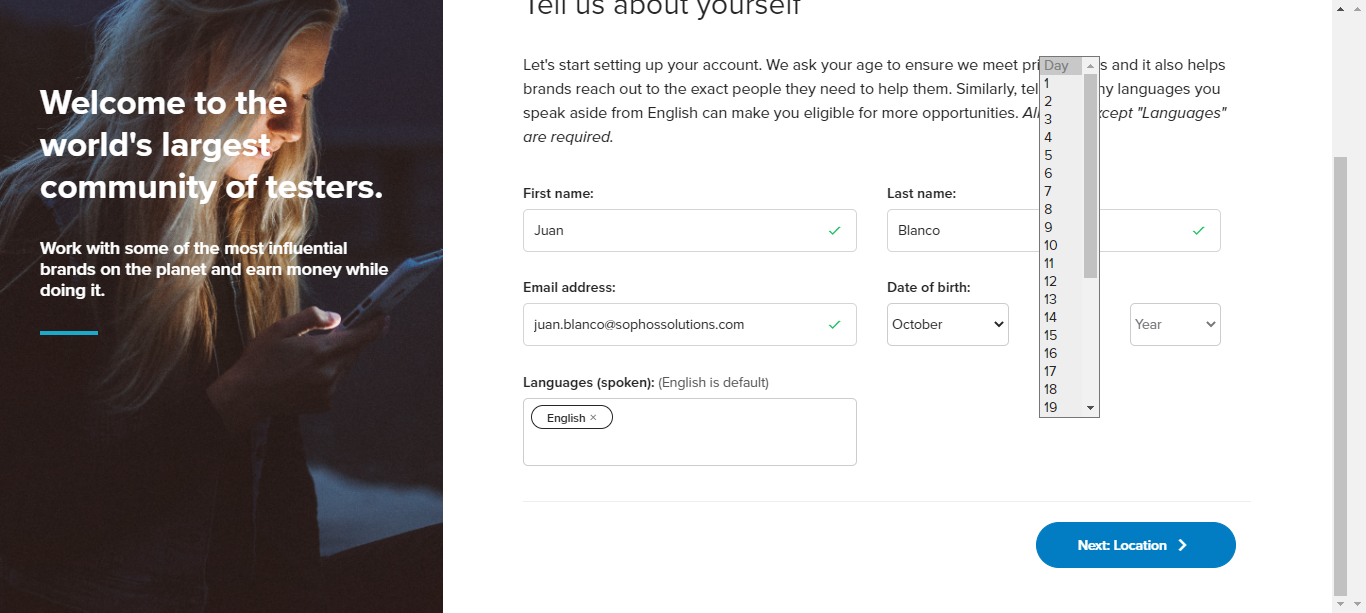 Welcome to the
world's largest
community of testers.
Work with some of the most influential
brands on the planet and earn money while
doing it.
Tell us about yourself
Let's start setting up your account. We ask your age to ensure we meet pri s and it also helps
brands reach out to the exact people they need to help them. Similarly, tel ny languages you
speak aside from English can make you eligible for more opportunities. Al cept "Languages"
are required.
First name:
Last name:
Juan
Blanco
Email address:
Date of birth:
juan.blanco@sophossolutions.com
October
Year
Day
1
2
3
4
5
6
7
8
9
10
11
12
13
14
15
16
17
18
19
Languages (spoken): (English is default)
English ×
Next: Location